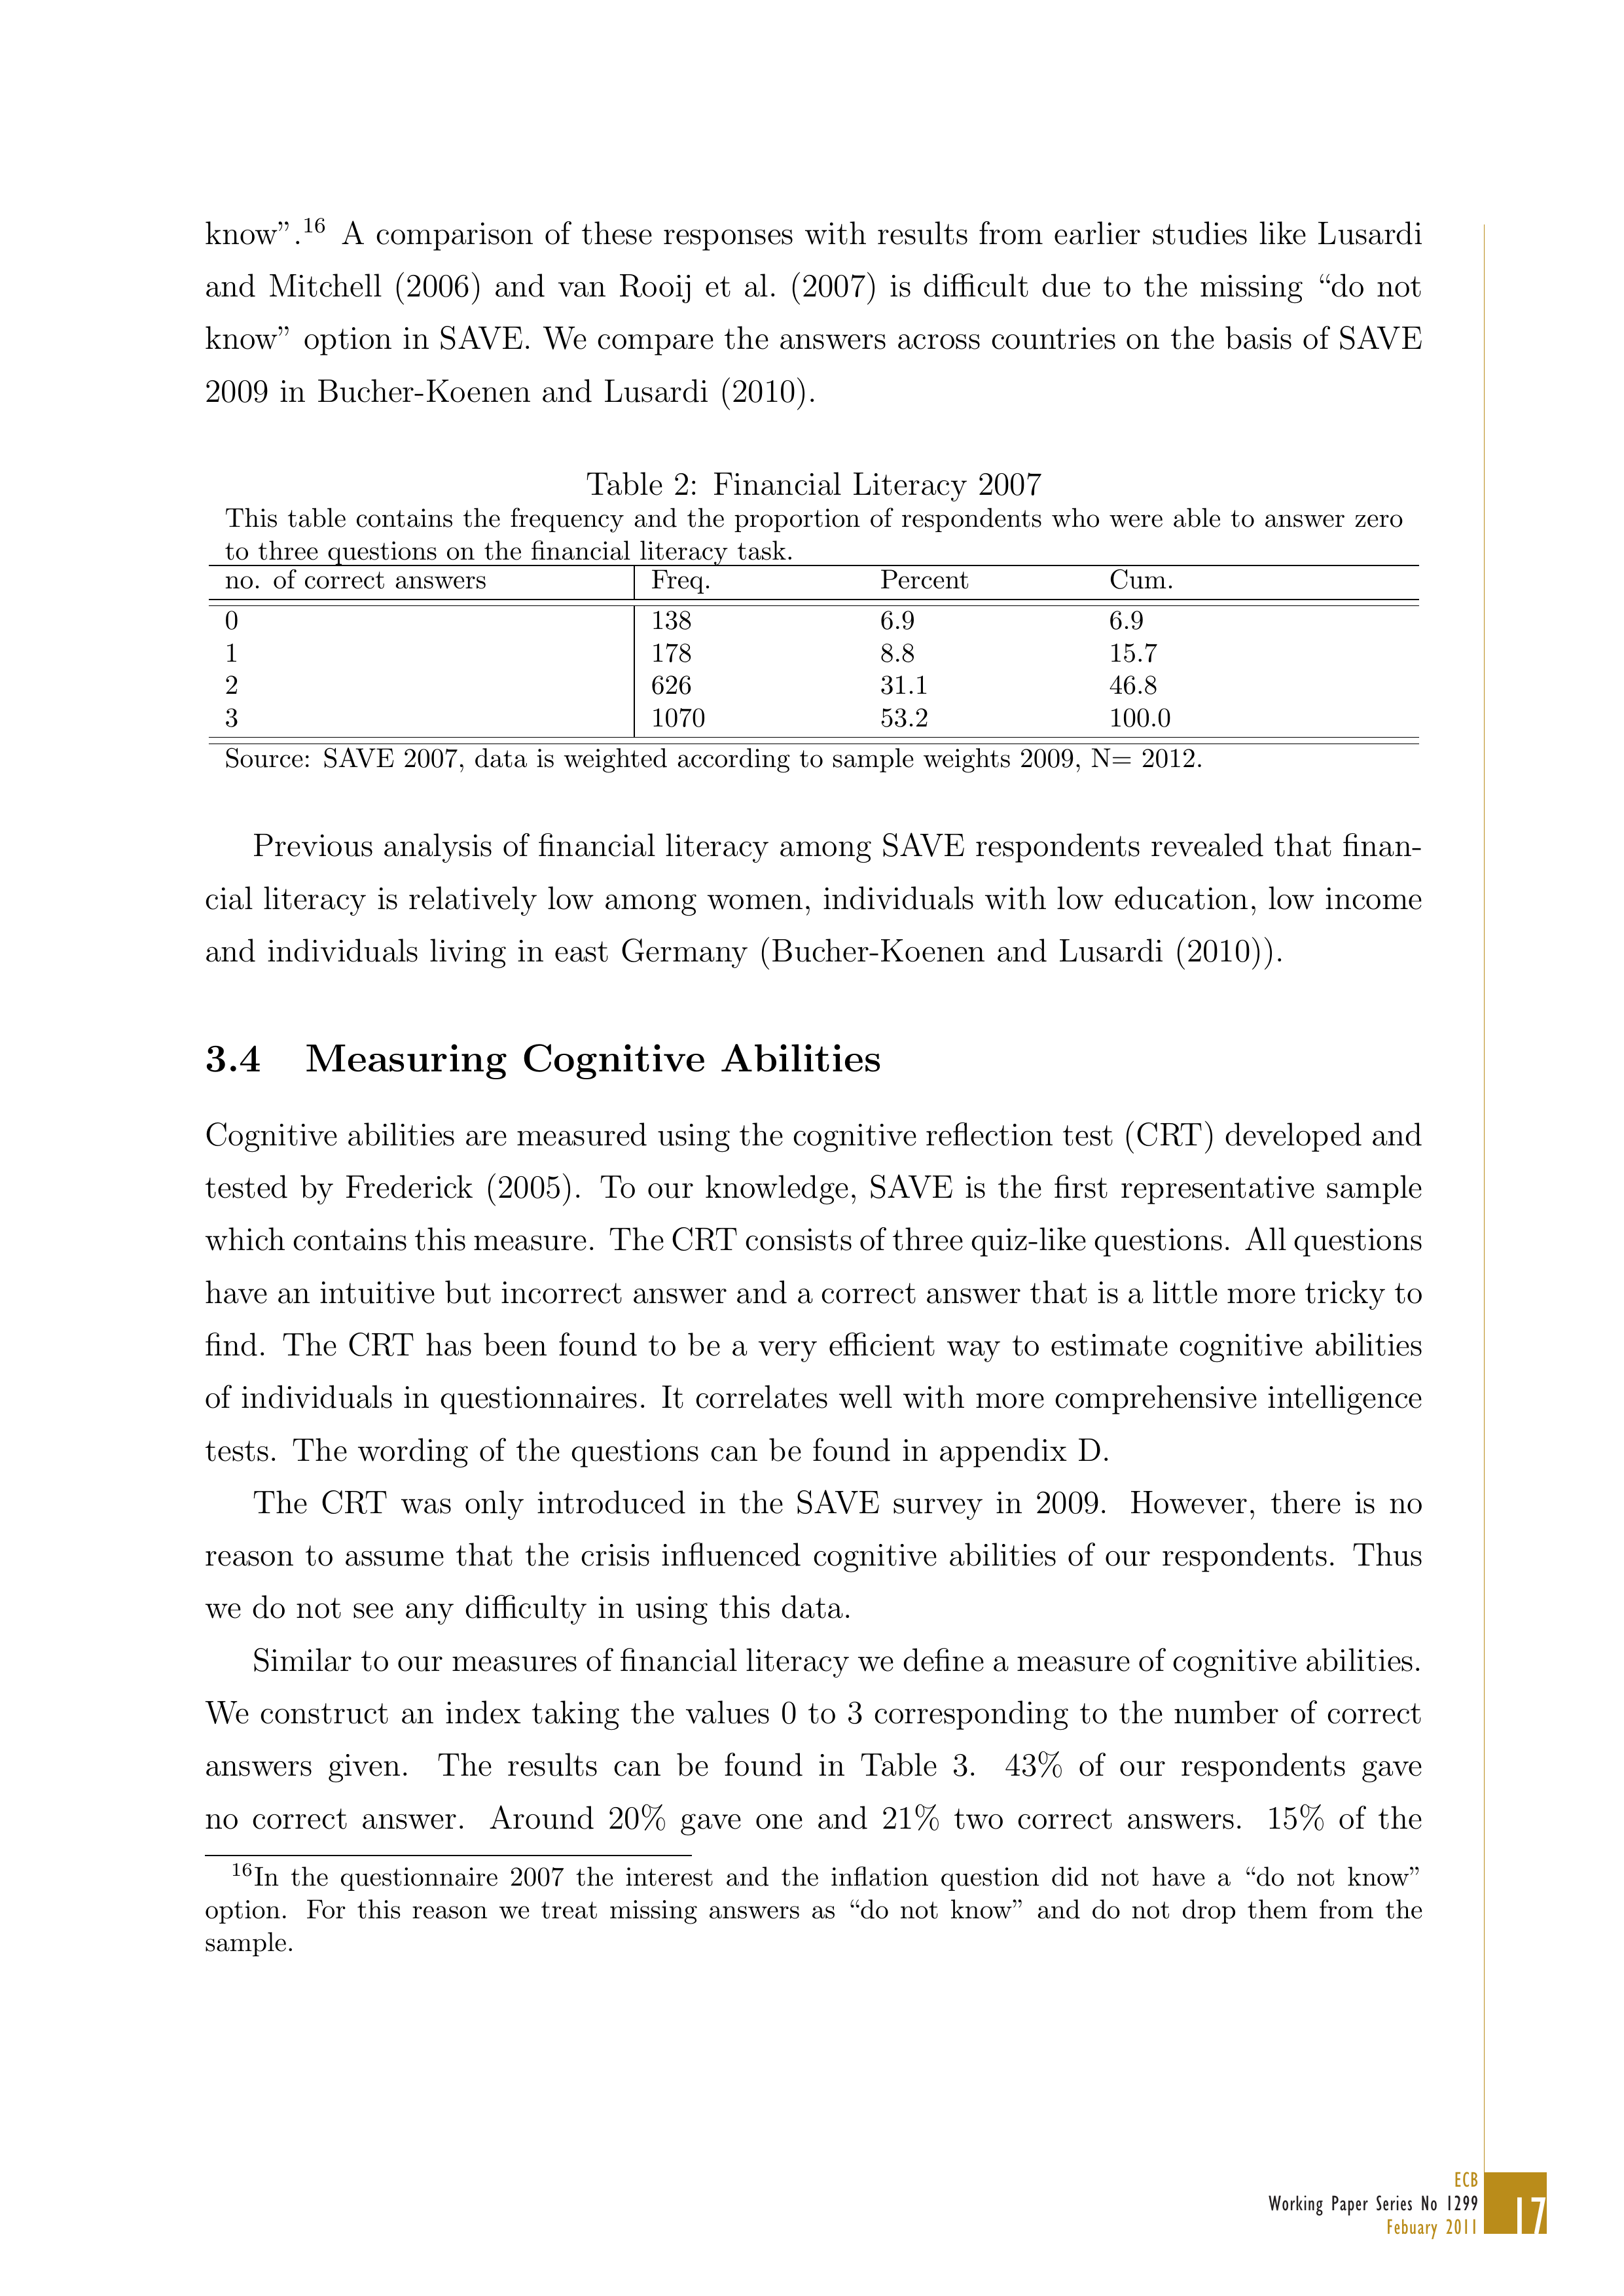 know”.16 A comparison of these responses with results from earlier studies like Lusardi
and Mitchell (2006) and van Rooij et al. (2007) is difficult due to the missing “do not
know” option in SAVE. We compare the answers across countries on the basis of SAVE
2009 in Bucher-Koenen and Lusardi (2010).
Table 2: Financial Literacy 2007
This table contains the frequency and the proportion of respondents who were able to answer zero
to three questions on the financial literacy task.
no. of correct answers Freq. Percent Cum.
0 138 6.9 6.9
1 178 8.8 15.7
2 626 31.1 46.8
3 1070 53.2 100.0
Source: SAVE 2007, data is weighted according to sample weights 2009, N= 2012.
Previous analysis of financial literacy among SAVE respondents revealed that finan-
cial literacy is relatively low among women, individuals with low education, low income
and individuals living in east Germany (Bucher-Koenen and Lusardi (2010)).
3.4 Measuring Cognitive Abilities
Cognitive abilities are measured using the cognitive reflection test (CRT) developed and
tested by Frederick (2005). To our knowledge, SAVE is the first representative sample
which contains this measure. The CRT consists of three quiz-like questions. All questions
have an intuitive but incorrect answer and a correct answer that is a little more tricky to
find. The CRT has been found to be a very efficient way to estimate cognitive abilities
of individuals in questionnaires. It correlates well with more comprehensive intelligence
tests. The wording of the questions can be found in appendix D.
The CRT was only introduced in the SAVE survey in 2009. However, there is no
reason to assume that the crisis influenced cognitive abilities of our respondents. Thus
we do not see any difficulty in using this data.
Similar to our measures of financial literacy we define a measure of cognitive abilities.
We construct an index taking the values 0 to 3 corresponding to the number of correct
answers given. The results can be found in Table 3. 43% of our respondents gave
no correct answer. Around 20% gave one and 21% two correct answers. 15% of the
16In the questionnaire 2007 the interest and the inflation question did not have a “do not know”
option. For this reason we treat missing answers as “do not know” and do not drop them from the
sample.
ECB
Working Paper Series No 1299
Febuary 2011
17